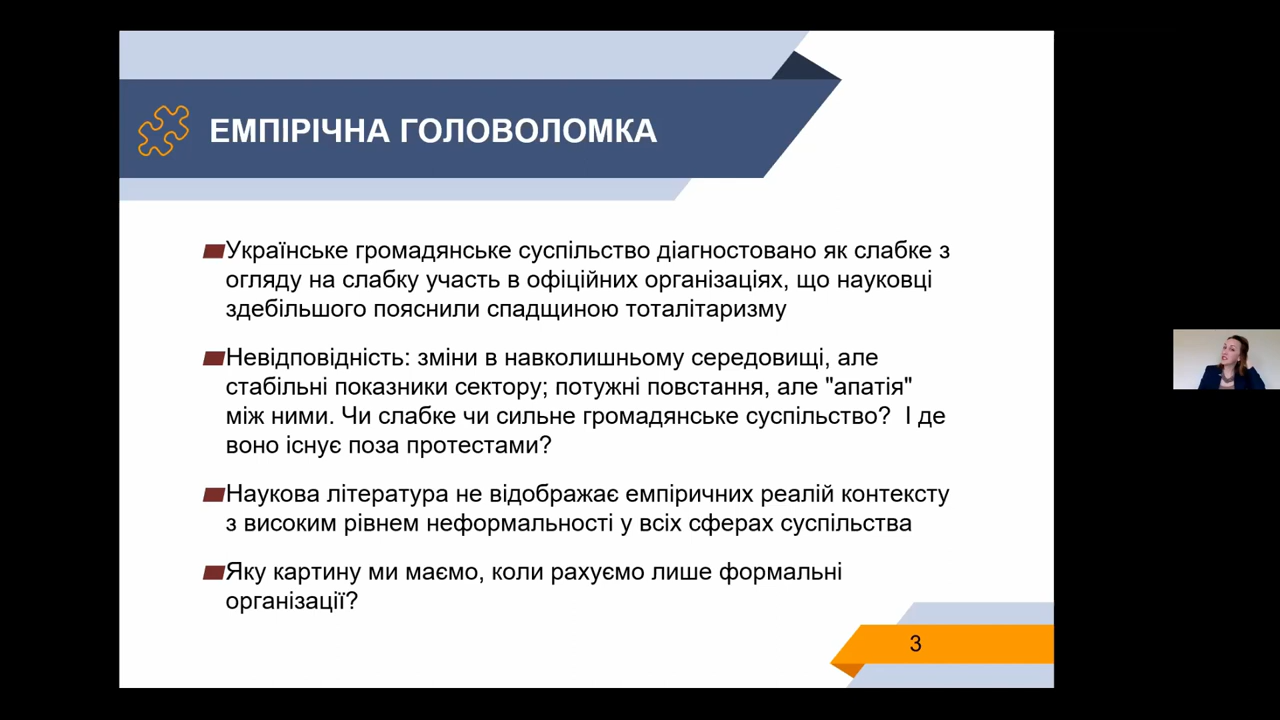 ЕМПІРІЧНА ГОЛОВОЛОМКА
Українське громадянське суспільство діагностовано як слабке з
огляду на слабку участь в офіційних організаціях, що науковці
здебільшого пояснили спадщиною тоталітаризму
Невідповідність: зміни в навколишньому середовищі, але
стабільні показники сектору; потужні повстання, але "апатія"
між ними. Чи слабке чи сильне громадянське суспільство? І де
воно існує поза протестами?
Наукова література не відображає емпіричних реалій контексту
з високим рівнем неформальності у всіх сферах суспільства
Яку картину ми маємо, коли рахуємо лише формальні
організації?
3